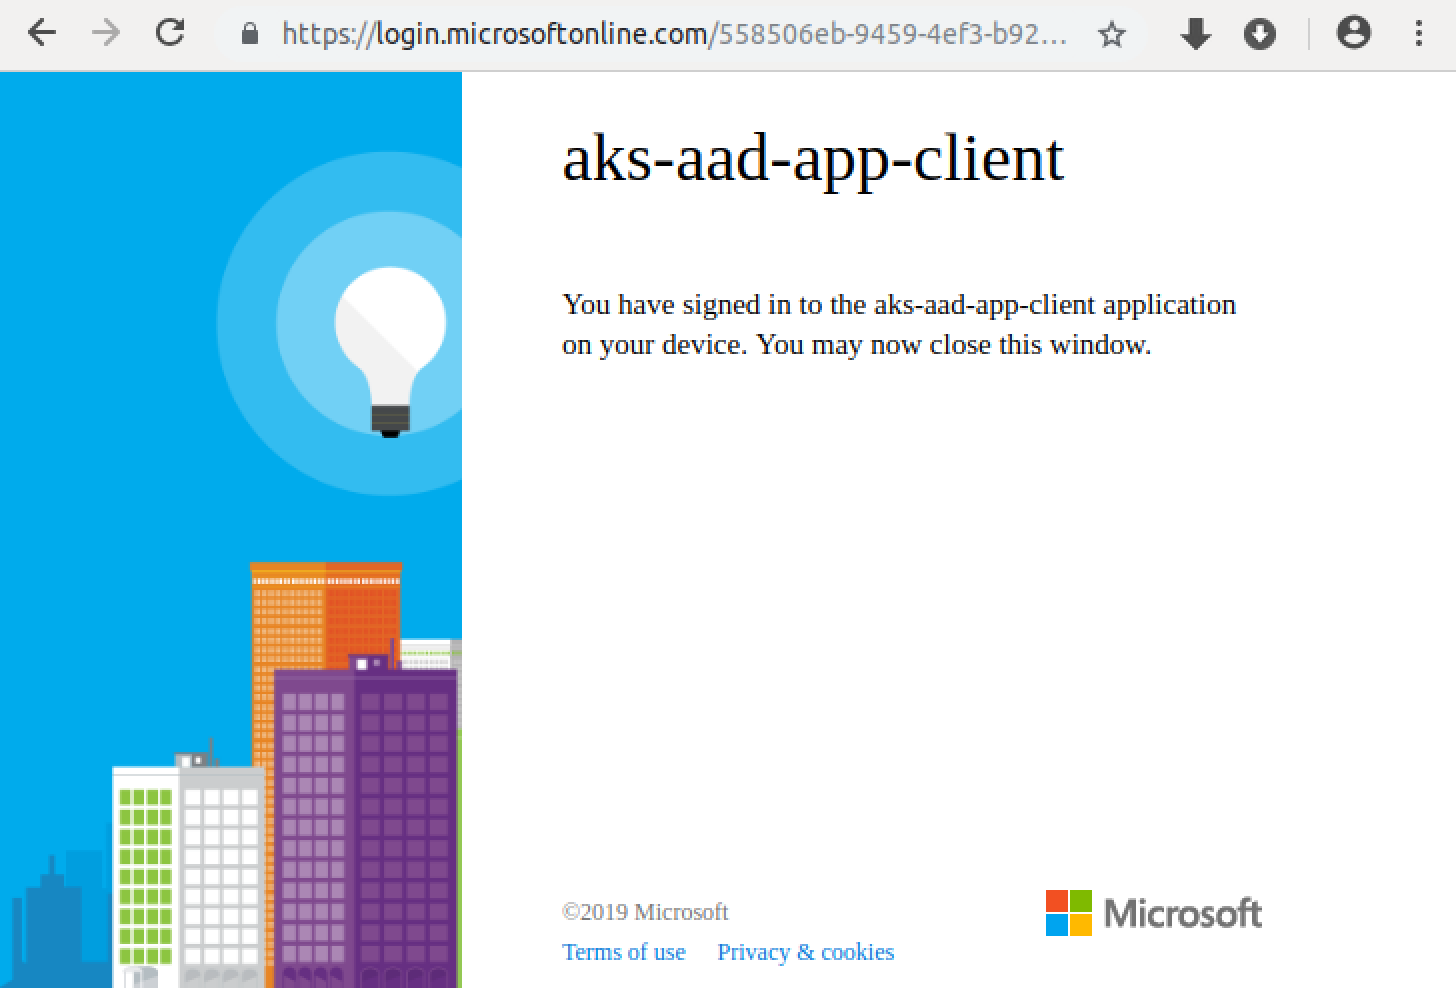 https://login.microsoftonline.com/558506eb-9459-4ef3-b92...
aks-aad-app-client
You have signed in to the aks-aad-app-client application
on your device. You may now close this window.
©2019 Microsoft
Microsoft
Terms of use Privacy & cookies